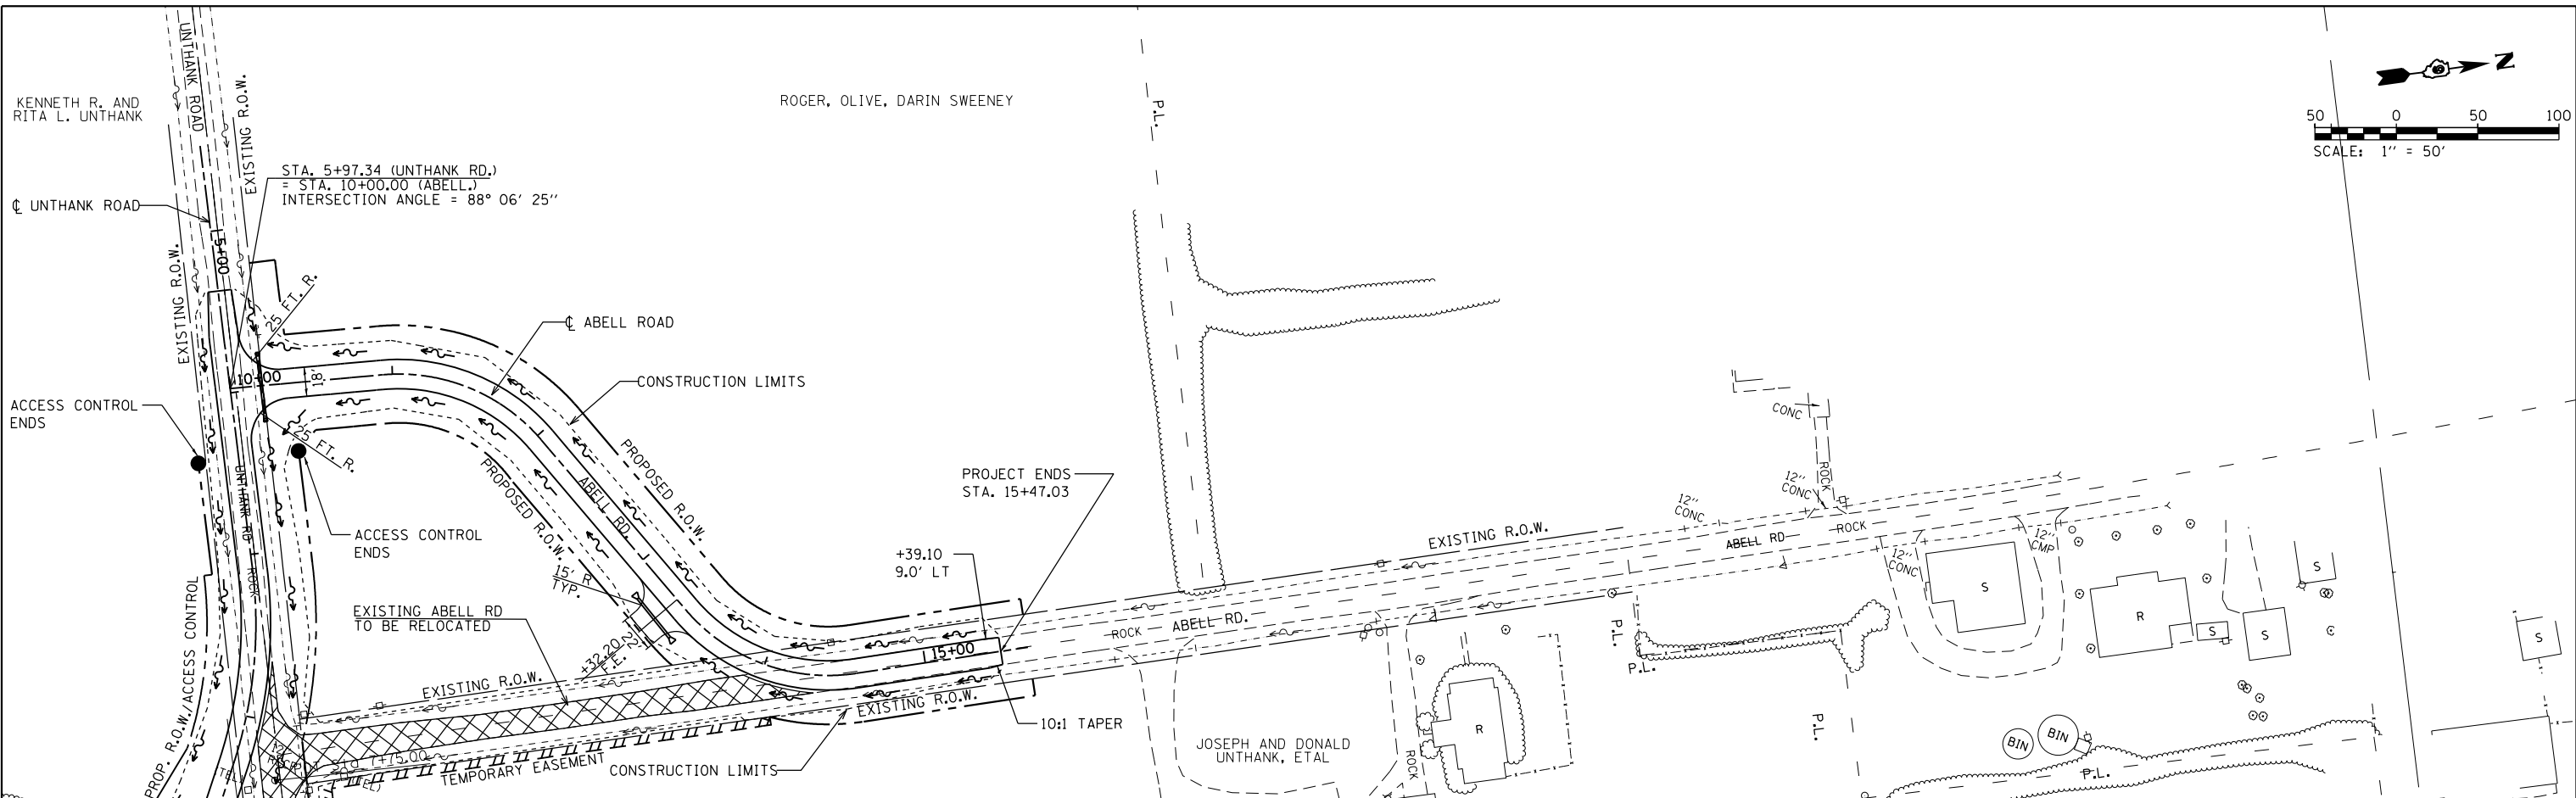 UNTHANK ROAD
EXISTING R.O.W.
KENNETH R. AND
RITA L. UNTHANK
ROGER, OLIVE, DARIN SWEENEY
P.L.
N
50 0 50 100
SCALE: 1'' = 50'
STA. 5+97.34 (UNTHANK RD.)
= STA. 10+00.00 (ABELL.)
INTERSECTION ANGLE = 88° 06' 25''
℄ UNTHANK ROAD
5+00
EXISTING R.O.W.
25 FT. R.
℄ ABELL ROAD
10+00
18'
CONSTRUCTION LIMITS
ACCESS CONTROL
ENDS
25 FT. R.
PROPOSED R.O.W.
PROPOSED R.O.W.
ABELL RD.
UNTHANK RD
ROCK
ACCESS CONTROL
ENDS
PROJECT ENDS
STA. 15+47.03
+39.10
9.0' LT
15' R
TYP.
EXISTING ABELL RD
TO BE RELOCATED
+32.20
F.E.
15+00
EXISTING R.O.W.
EXISTING R.O.W.
10:1 TAPER
CONSTRUCTION LIMITS
TEMPORARY EASEMENT
PROP. R.O.W./ACCESS CONTROL
ROCK
ABELL RD.
EXISTING R.O.W.
CONC
ROCK
12''
CONC
12''
CONC
ROCK
ABELL RD
12''
CONC
12''
CMP
S
R
S
S
S
S
P.L.
P.L.
P.L.
P.L.
BIN
BIN
R
ROCK
JOSEPH AND DONALD
UNTHANK, ETAL